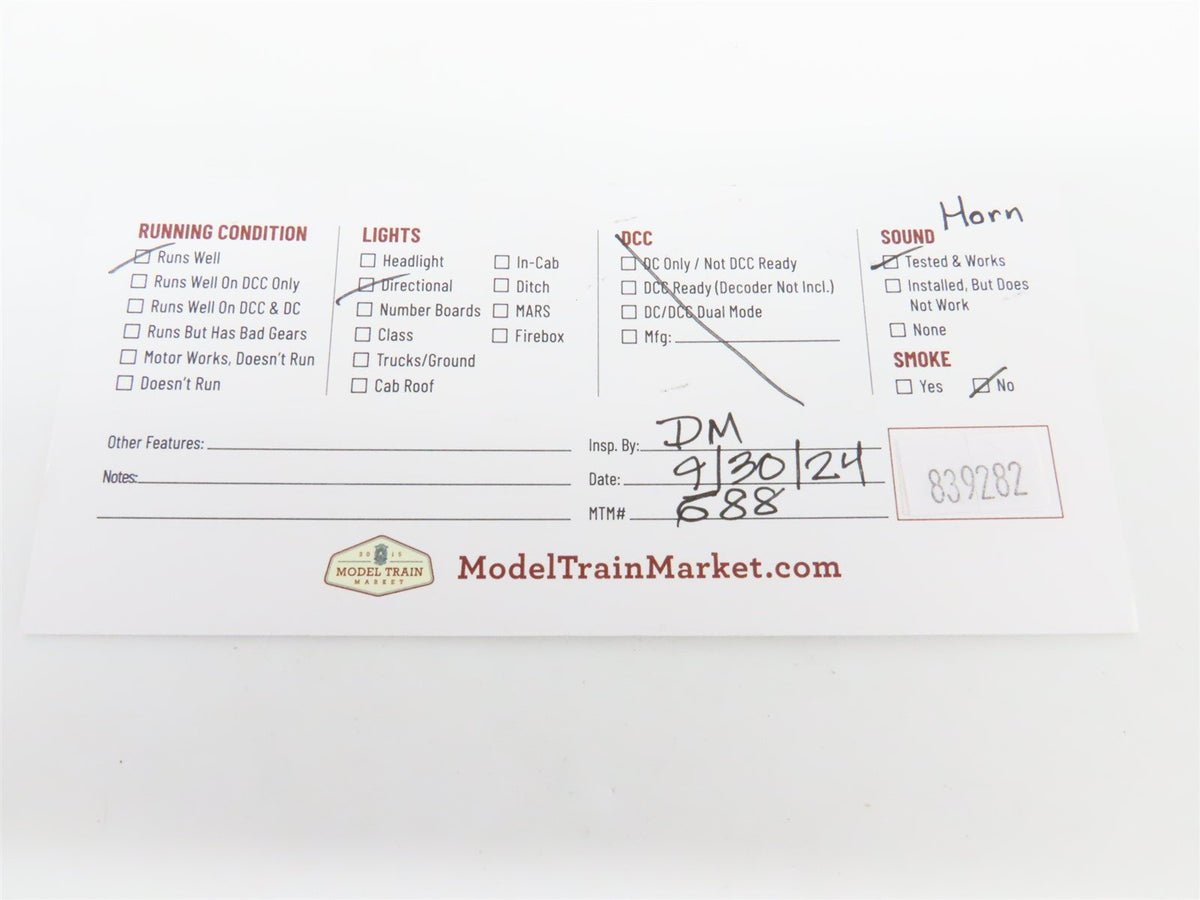 Horn
RUNNING CONDITION
Runs Well
Runs Well On DCC Only
Runs Well On DCC & DC
Runs But Has Bad Gears
Motor Works, Doesn't Run
Doesn't Run
LIGHTS
Headlight
Directional
Number Boards
Class
Trucks/Ground
Cab Roof
In-Cab
Ditch
MARS
Firebox
DCC
DC Only / Not DCC Ready
DCC Ready (Decoder Not Incl.)
DC/DCC Dual Mode
Mfg:
SOUND
Tested & Works
Installed, But Does
Not Work
None
SMOKE
Yes No
Other Features:
Notes:
Insp. By: DM
Date: 9/30/24
MTM# 688
839282
2015
MODEL TRAIN
MARKET
ModelTrainMarket.com